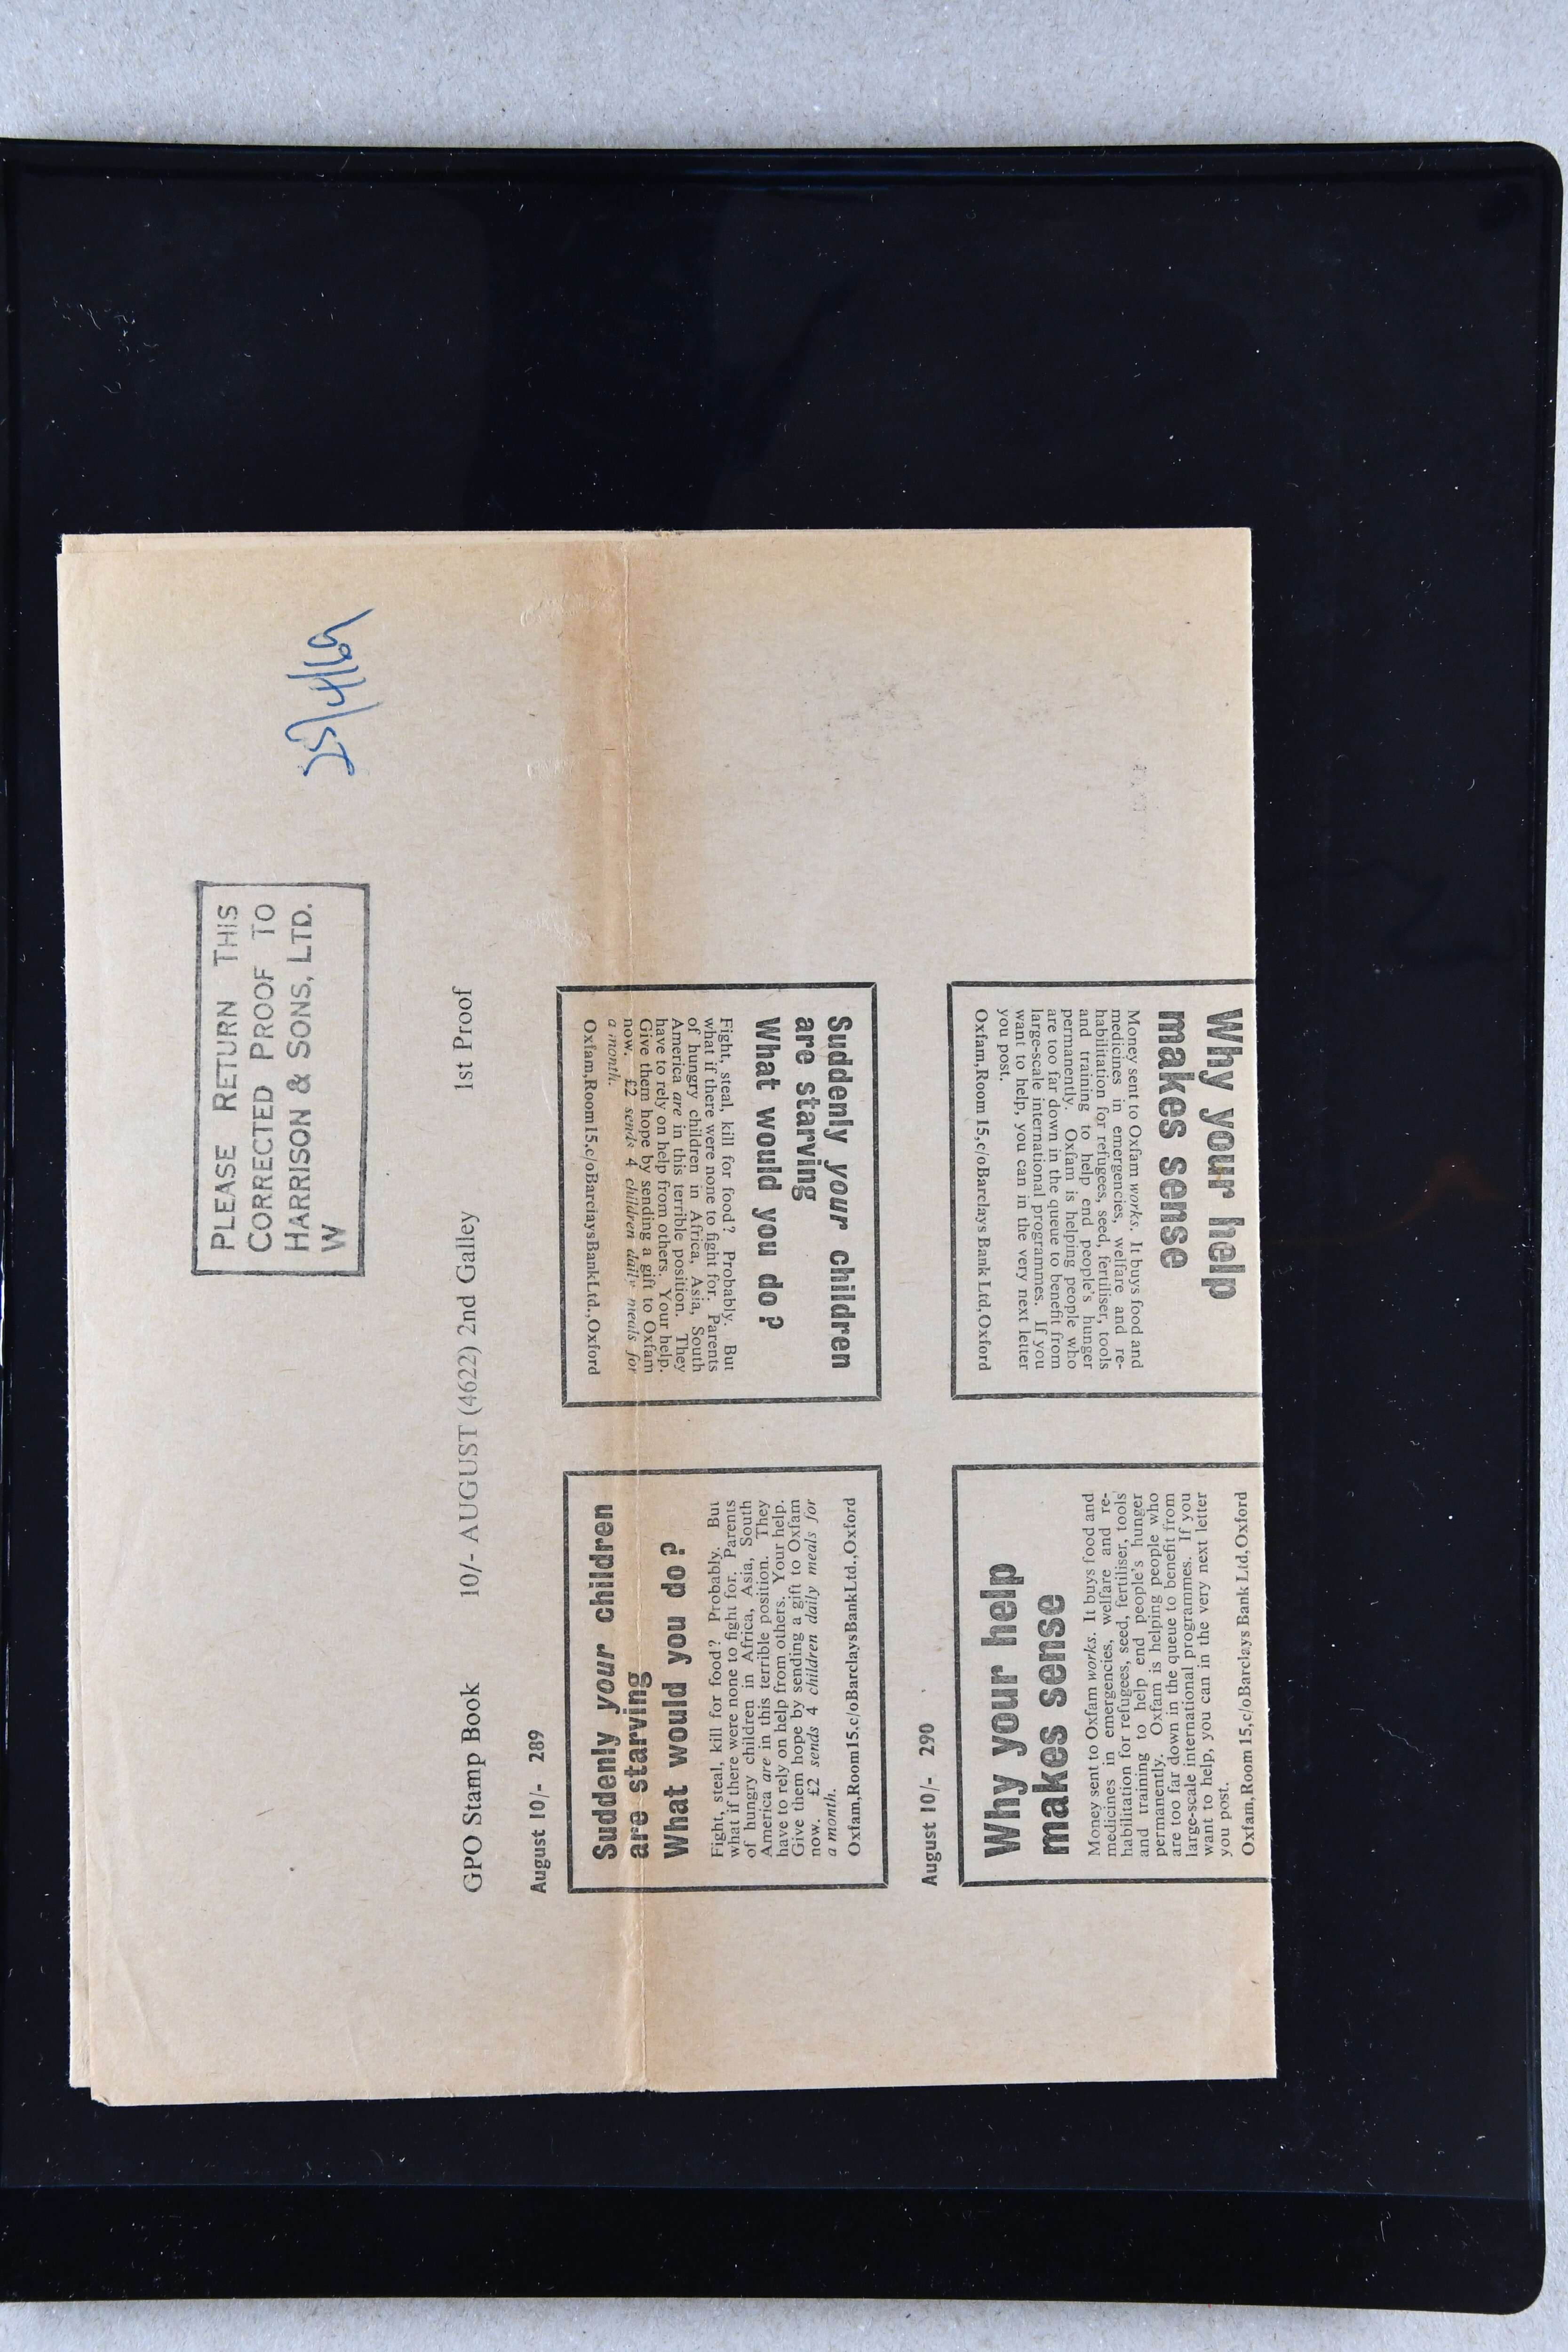 PLEASE RETURN THIS
CORRECTED PROOF TO
HARRISON & SONS, LTD.
W
25/4/69
GPO Stamp Book 10/- AUGUST (4622) 2nd Galley 1st Proof
August 10/- 289
Suddenly your children
are starving
What would you do?
Fight, steal, kill for food? Probably. But
what if there were none to fight for. Parents
of hungry children in Africa, Asia, South
America are in this terrible position. They
have to rely on help from others. Your help.
Give them hope by sending a gift to Oxfam
now. £2 sends 4 children daily meals for
a month.
Oxfam,Room15.c/oBarclaysBankLtd.,Oxford
Suddenly your children
are starving
What would you do?
Fight, steal, kill for food? Probably. But
what if there were none to fight for. Parents
of hungry children in Africa, Asia, South
America are in this terrible position. They
have to rely on help from others. Your help.
Give them hope by sending a gift to Oxfam
now. £2 sends 4 children daily meals for
a month.
Oxfam,Room15.c/oBarclaysBankLtd.,Oxford
August 10/- 290
Why your help
makes sense
Money sent to Oxfam works. It buys food and
medicines in emergencies, welfare and re-
habilitation for refugees, seed, fertiliser, tools
and training to help end people's hunger
permanently. Oxfam is helping people who
are too far down in the queue to benefit from
large-scale international programmes. If you
want to help, you can in the very next letter
you post.
Oxfam,Room 15,c/oBarclays Bank Ltd,Oxford
Why your help
makes sense
Money sent to Oxfam works. It buys food and
medicines in emergencies, welfare and re-
habilitation for refugees, seed, fertiliser, tools
and training to help end people's hunger
permanently. Oxfam is helping people who
are too far down in the queue to benefit from
large-scale international programmes. If you
want to help, you can in the very next letter
you post.
Oxfam,Room 15,c/oBarclays Bank Ltd,Oxford